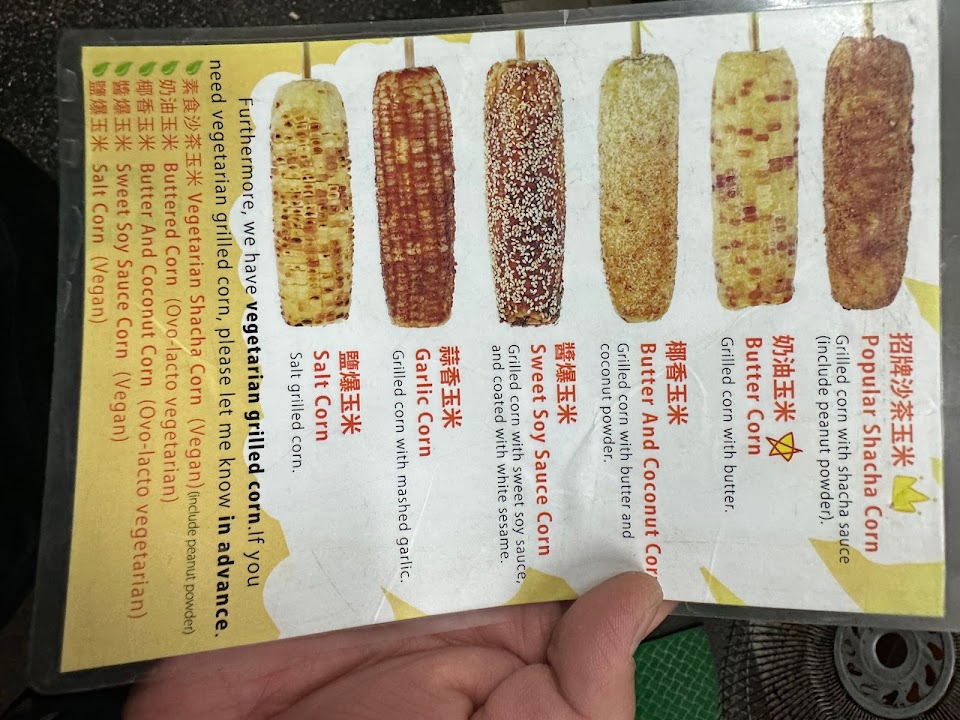 招牌沙茶玉米
Popular Shacha Corn
Grilled corn with shacha sauce
(include peanut powder).
奶油玉米
Butter Corn
Grilled corn with butter.
椰香玉米
Butter And Coconut Cor
Grilled corn with butter and
coconut powder.
醬爆玉米
Sweet Soy Sauce Corn
Grilled corn with sweet soy sauce,
and coated with white sesame.
蒜香玉米
Garlic Corn
Grilled corn with mashed garlic.
鹽爆玉米
Salt Corn
Salt grilled corn.
Furthermore, we have vegetarian grilled corn.If you
need vegetarian grilled corn, please let me know in advance.
素食沙茶玉米 Vegetarian Shacha Corn (Vegan) (include peanut powder)
奶油玉米 Buttered Corn (Ovo-lacto vegetarian)
椰香玉米 Butter And Coconut Corn (Ovo-lacto vegetarian)
醬爆玉米 Sweet Soy Sauce Corn (Vegan)
鹽爆玉米 Salt Corn (Vegan)